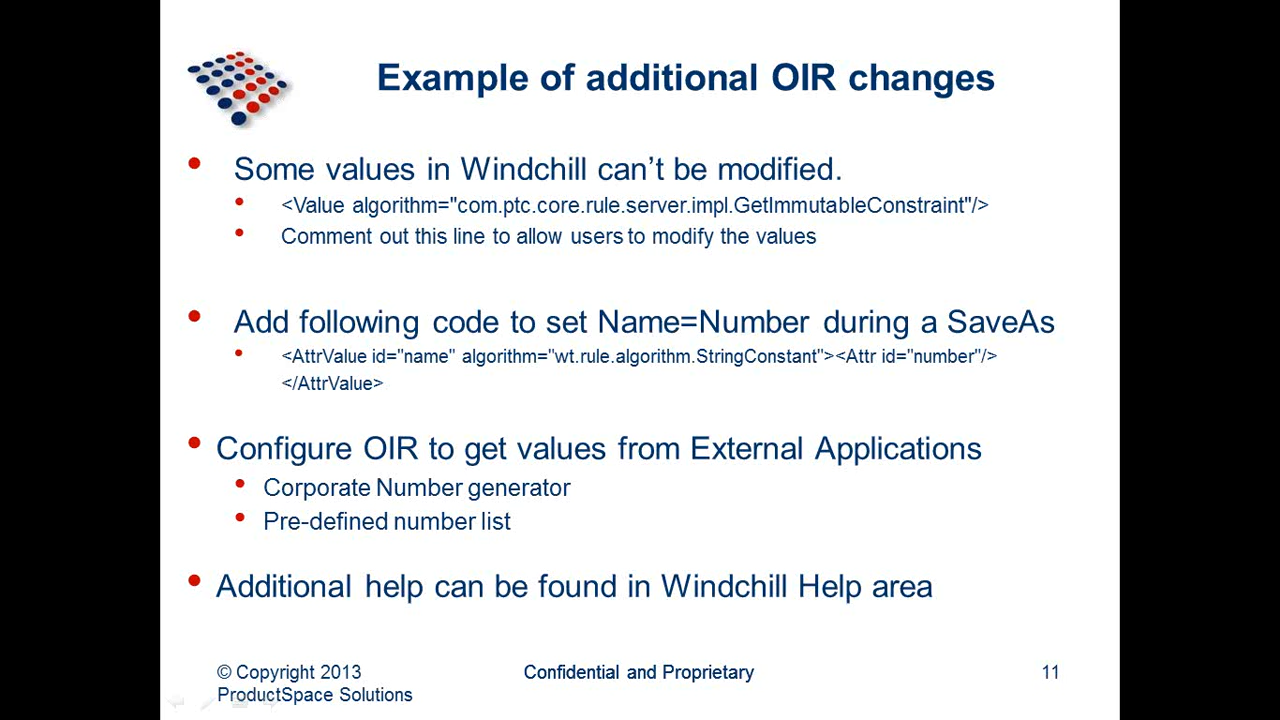 Example of additional OIR changes
• Some values in Windchill can’t be modified.
• <Value algorithm="com.ptc.core.rule.server.impl.GetImmutableConstraint"/>
• Comment out this line to allow users to modify the values
• Add following code to set Name=Number during a SaveAs
• <AttrValue id="name" algorithm="wt.rule.algorithm.StringConstant"><Attr id="number"/>
</AttrValue>
• Configure OIR to get values from External Applications
• Corporate Number generator
• Pre-defined number list
• Additional help can be found in Windchill Help area
© Copyright 2013
ProductSpace Solutions
Confidential and Proprietary
11